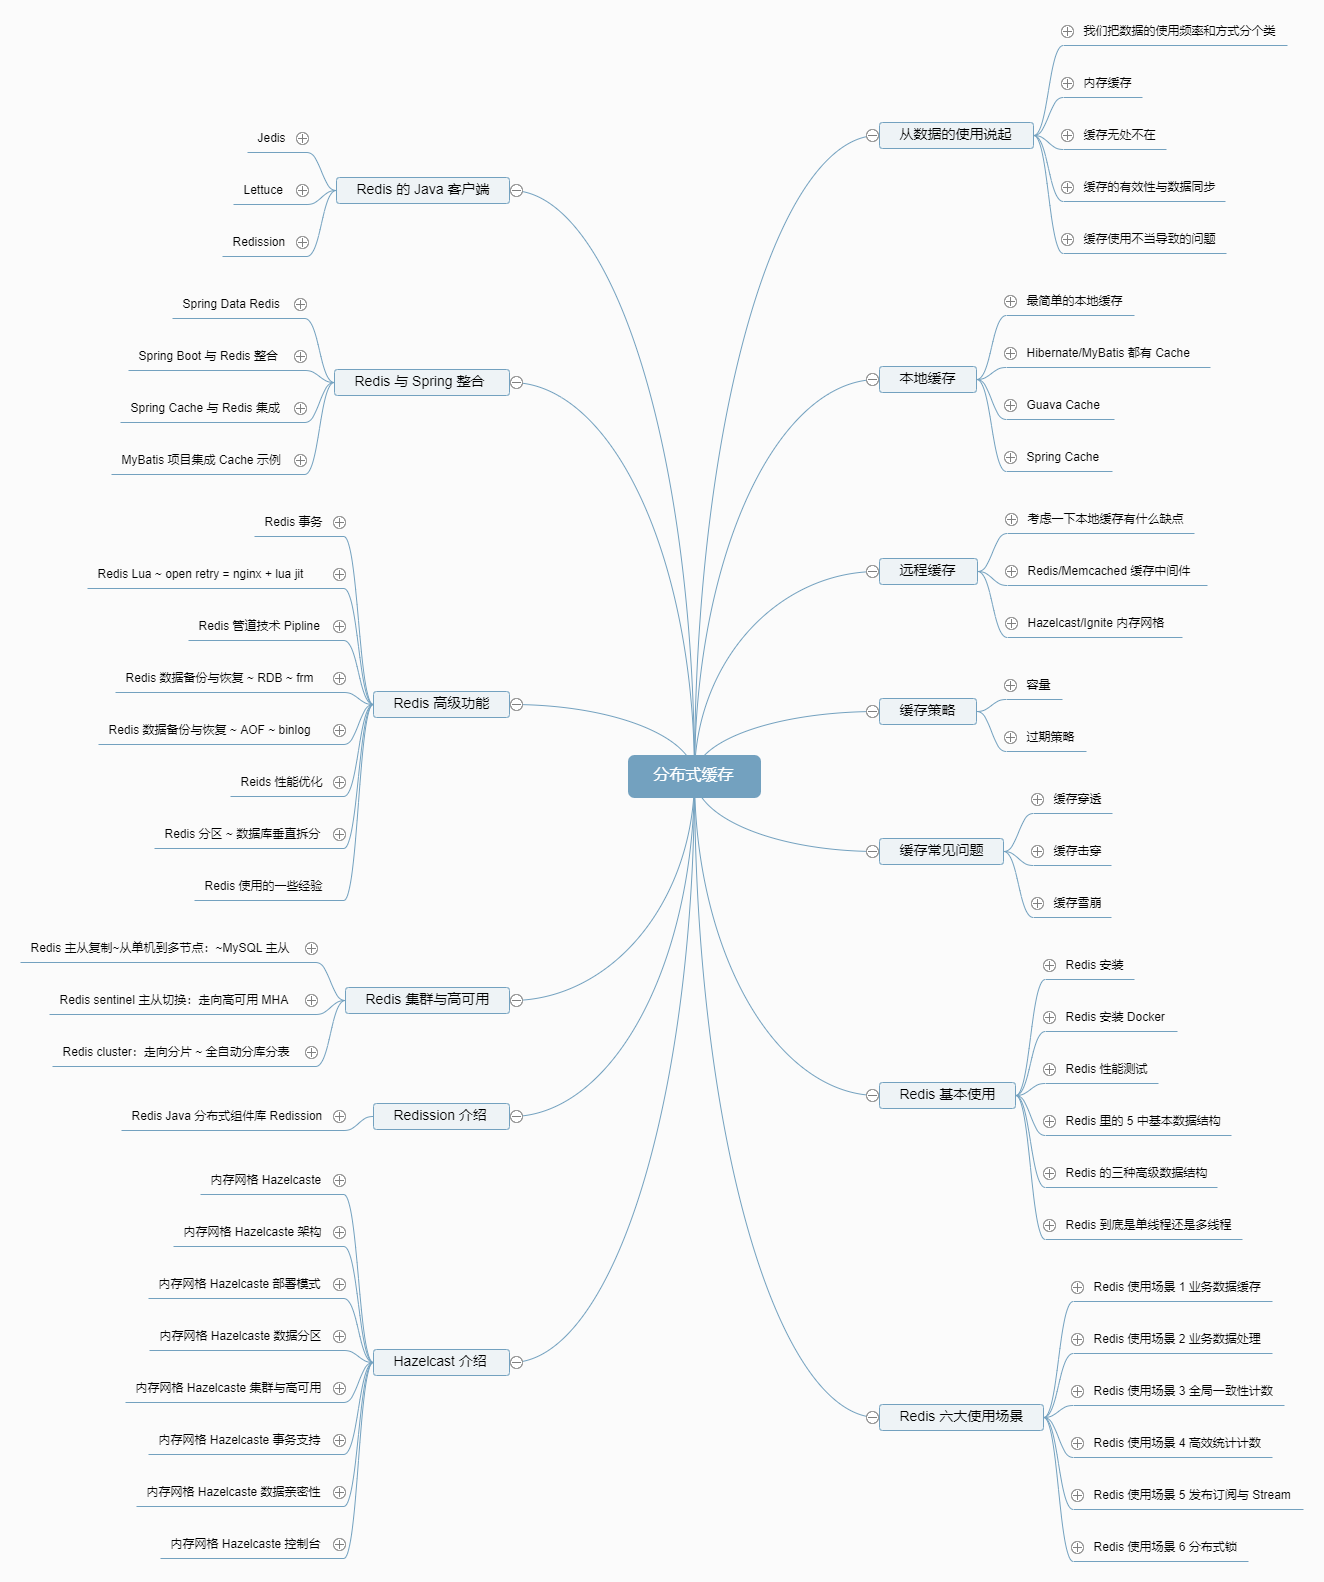 分布式缓存
从数据的使用说起
我们把数据的使用频率和方式分个类
内存缓存
缓存无处不在
缓存的有效性与数据同步
缓存使用不当导致的问题
本地缓存
最简单的本地缓存
Hibernate/MyBatis 都有 Cache
Guava Cache
Spring Cache
远程缓存
考虑一下本地缓存有什么缺点
Redis/Memcached 缓存中间件
Hazelcast/Ignite 内存网格
缓存策略
容量
过期策略
缓存常见问题
缓存穿透
缓存击穿
缓存雪崩
Redis 基本使用
Redis 安装
Redis 安装 Docker
Redis 性能测试
Redis 里的 5 中基本数据结构
Redis 的三种高级数据结构
Redis 到底是单线程还是多线程
Redis 六大使用场景
Redis 使用场景 1 业务数据缓存
Redis 使用场景 2 业务数据处理
Redis 使用场景 3 全局一致性计数
Redis 使用场景 4 高效统计计数
Redis 使用场景 5 发布订阅与 Stream
Redis 使用场景 6 分布式锁
Redis 的 Java 客户端
Jedis
Lettuce
Redission
Redis 与 Spring 整合
Spring Data Redis
Spring Boot 与 Redis 整合
Spring Cache 与 Redis 集成
MyBatis 项目集成 Cache 示例
Redis 高级功能
Redis 事务
Redis Lua ~ open retry = nginx + lua jit
Redis 管道技术 Pipline
Redis 数据备份与恢复 ~ RDB ~ frm
Redis 数据备份与恢复 ~ AOF ~ binlog
Reids 性能优化
Redis 分区 ~ 数据库垂直拆分
Redis 使用的一些经验
Redis 集群与高可用
Redis 主从复制~从单机到多节点：~MySQL 主从
Redis sentinel 主从切换：走向高可用 MHA
Redis cluster：走向分片 ~ 全自动分库分表
Redission 介绍
Redis Java 分布式组件库 Redission
Hazelcast 介绍
内存网格 Hazelcaste
内存网格 Hazelcaste 架构
内存网格 Hazelcaste 部署模式
内存网格 Hazelcaste 数据分区
内存网格 Hazelcaste 集群与高可用
内存网格 Hazelcaste 事务支持
内存网格 Hazelcaste 数据亲密性
内存网格 Hazelcaste 控制台